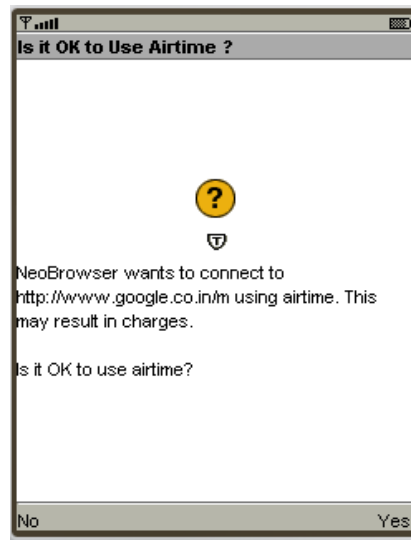 Is it OK to Use Airtime ?
?
T
NeoBrowser wants to connect to
http://www.google.co.in/m using airtime. This
may result in charges.
Is it OK to use airtime?
No Yes